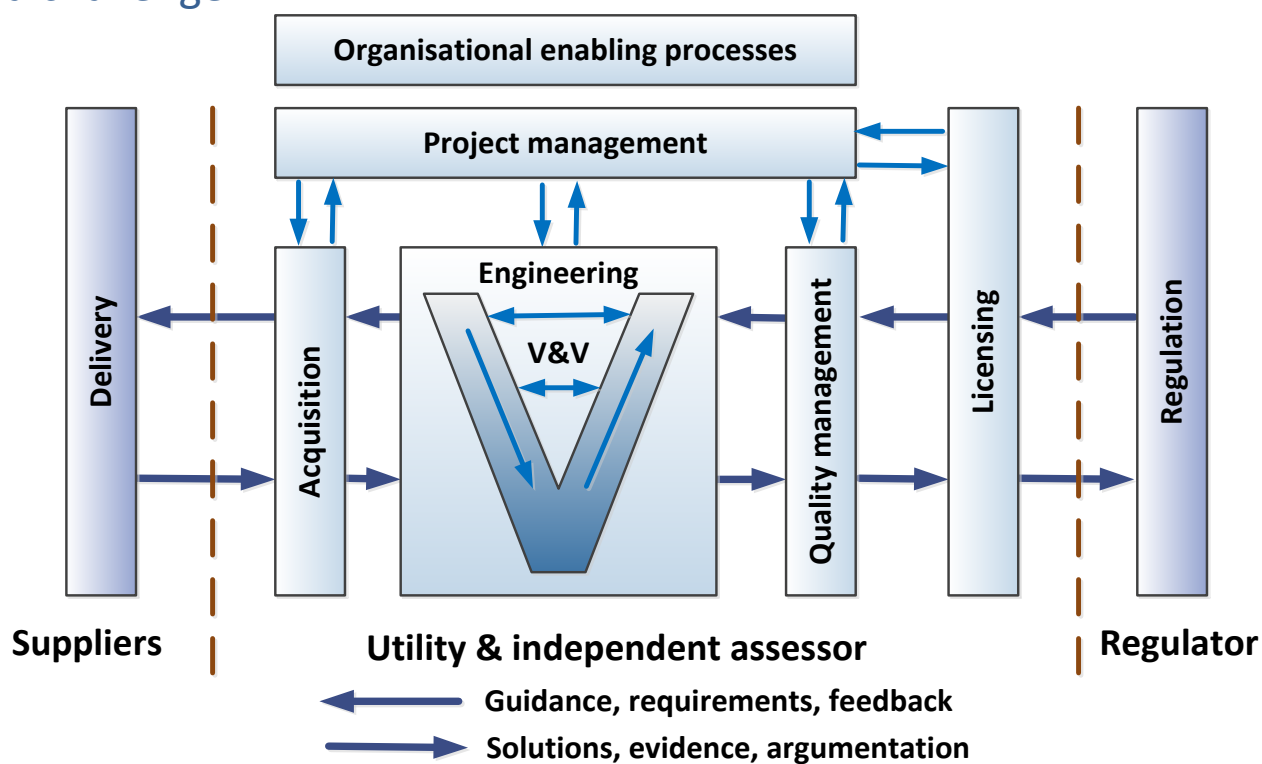 Organisational enabling processes
Project management
Engineering
V&V
Delivery
Acquisition
Quality management
Licensing
Regulation
Suppliers
Utility & independent assessor
Regulator
Guidance, requirements, feedback
Solutions, evidence, argumentation